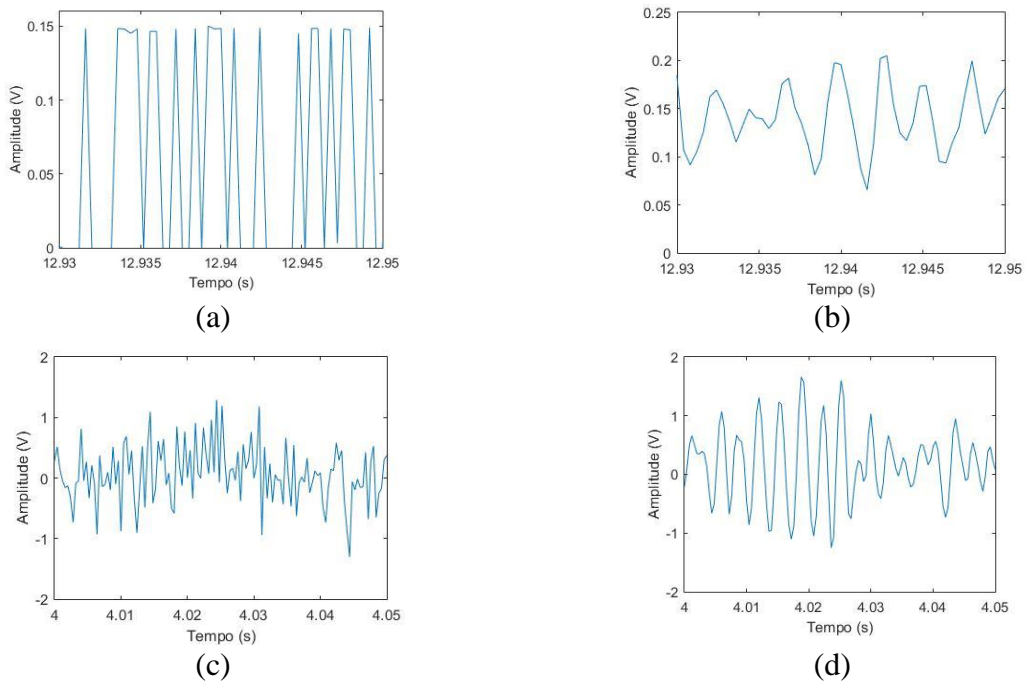 0.15
0.1
0.05
0
Amplitude (V)
12.93 12.935 12.94 12.945 12.95
Tempo (s)
(a)
0.25
0.2
0.15
0.1
0.05
0
Amplitude (V)
12.93 12.935 12.94 12.945 12.95
Tempo (s)
(b)
2
1
0
-1
-2
Amplitude (V)
4 4.01 4.02 4.03 4.04 4.05
Tempo (s)
(c)
2
1
0
-1
-2
Amplitude (V)
4 4.01 4.02 4.03 4.04 4.05
Tempo (s)
(d)